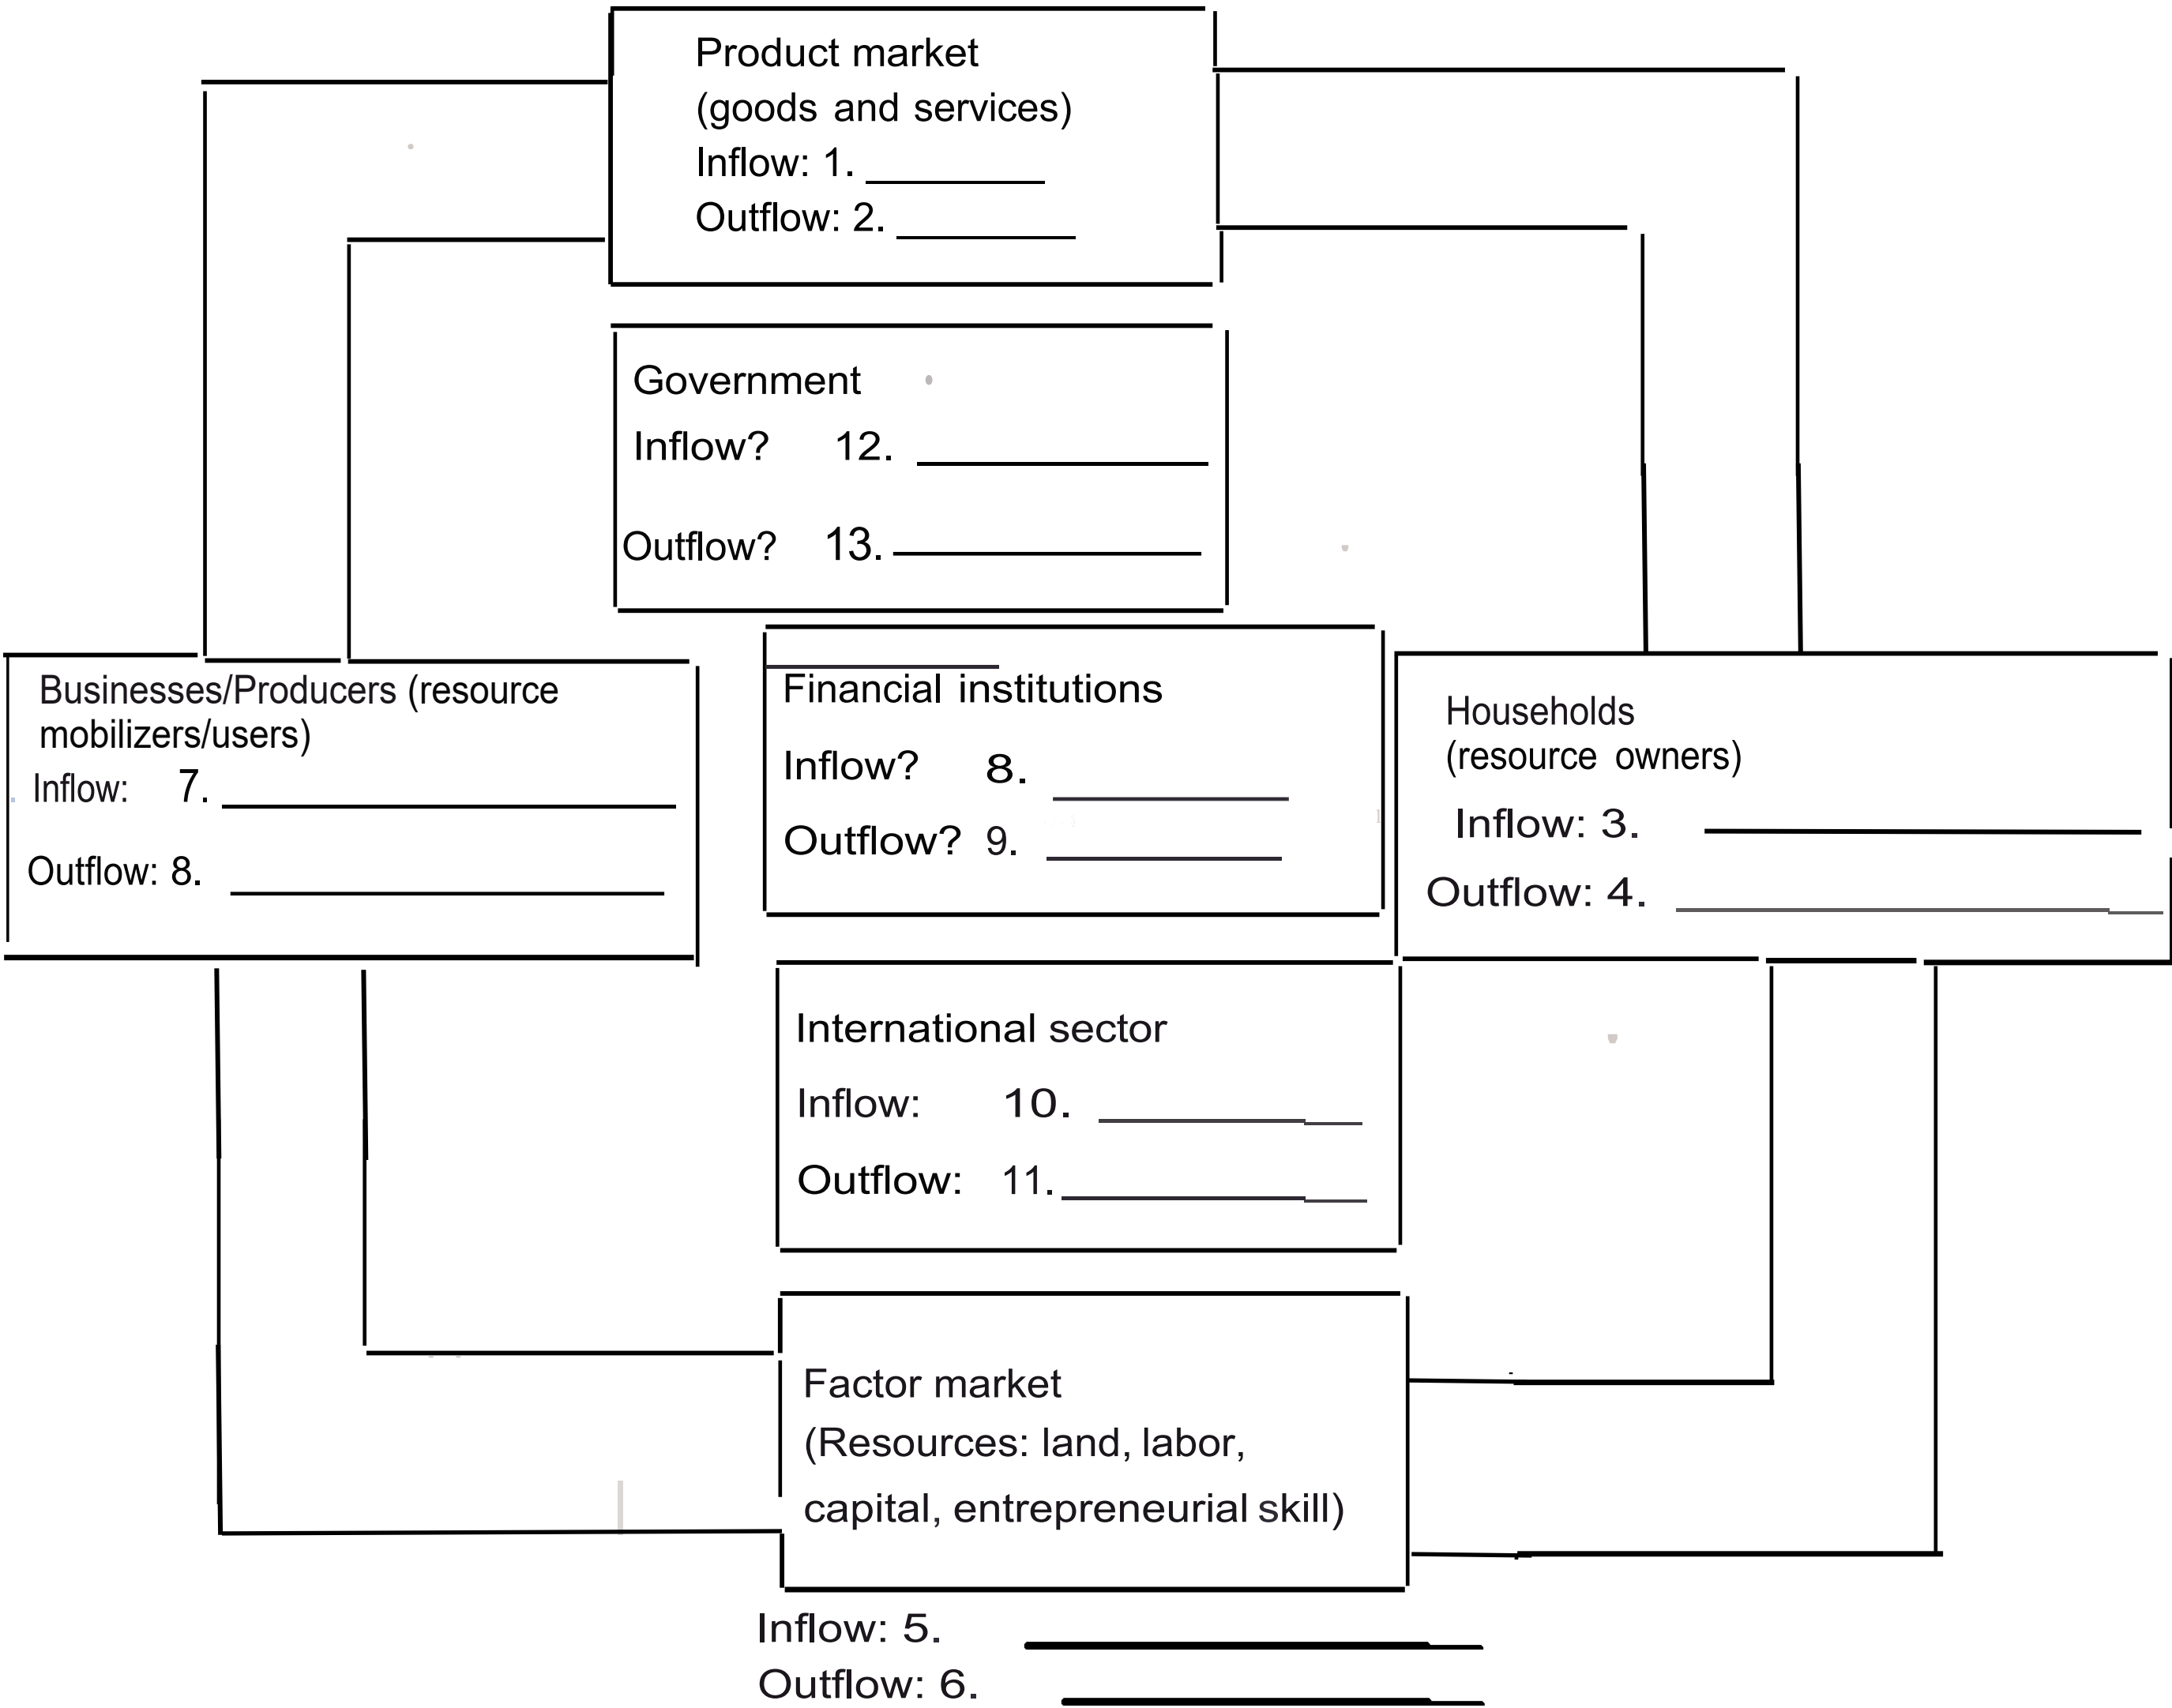 Product market
(goods and services)
Inflow: 1.
Outflow: 2.
Government
Inflow? 12.
Outflow? 13.
Businesses/Producers (resource
mobilizers/users)
Inflow: 7.
Outflow: 8.
Financial institutions
Inflow? 8.
Outflow? 9.
Households
(resource owners)
Inflow: 3.
Outflow: 4.
International sector
Inflow: 10.
Outflow: 11.
Factor market
(Resources: land, labor,
capital, entrepreneurial skill)
Inflow: 5.
Outflow: 6.